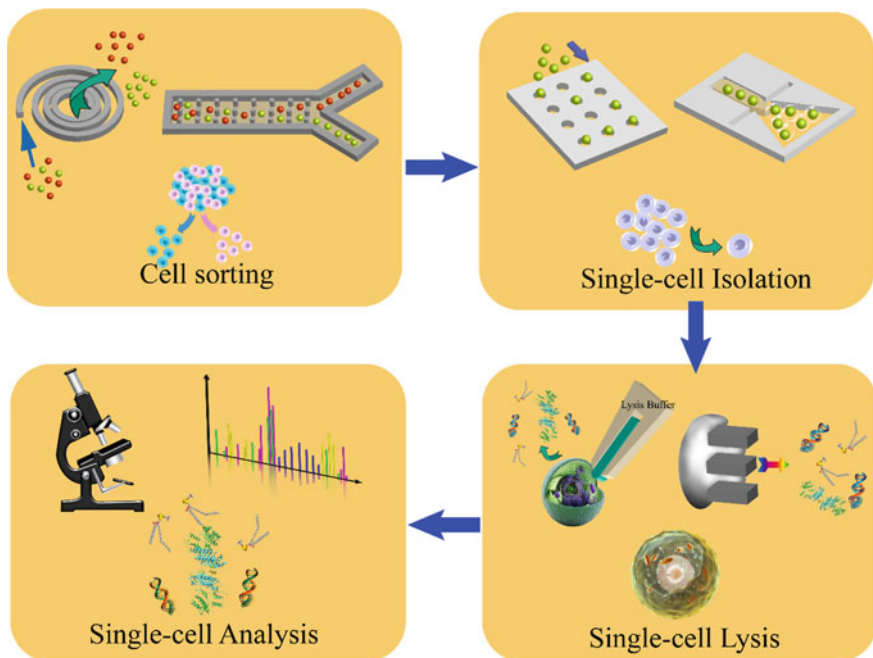 Cell sorting
Single-cell Isolation
Lysis Buffer
Single-cell Lysis
Single-cell Analysis